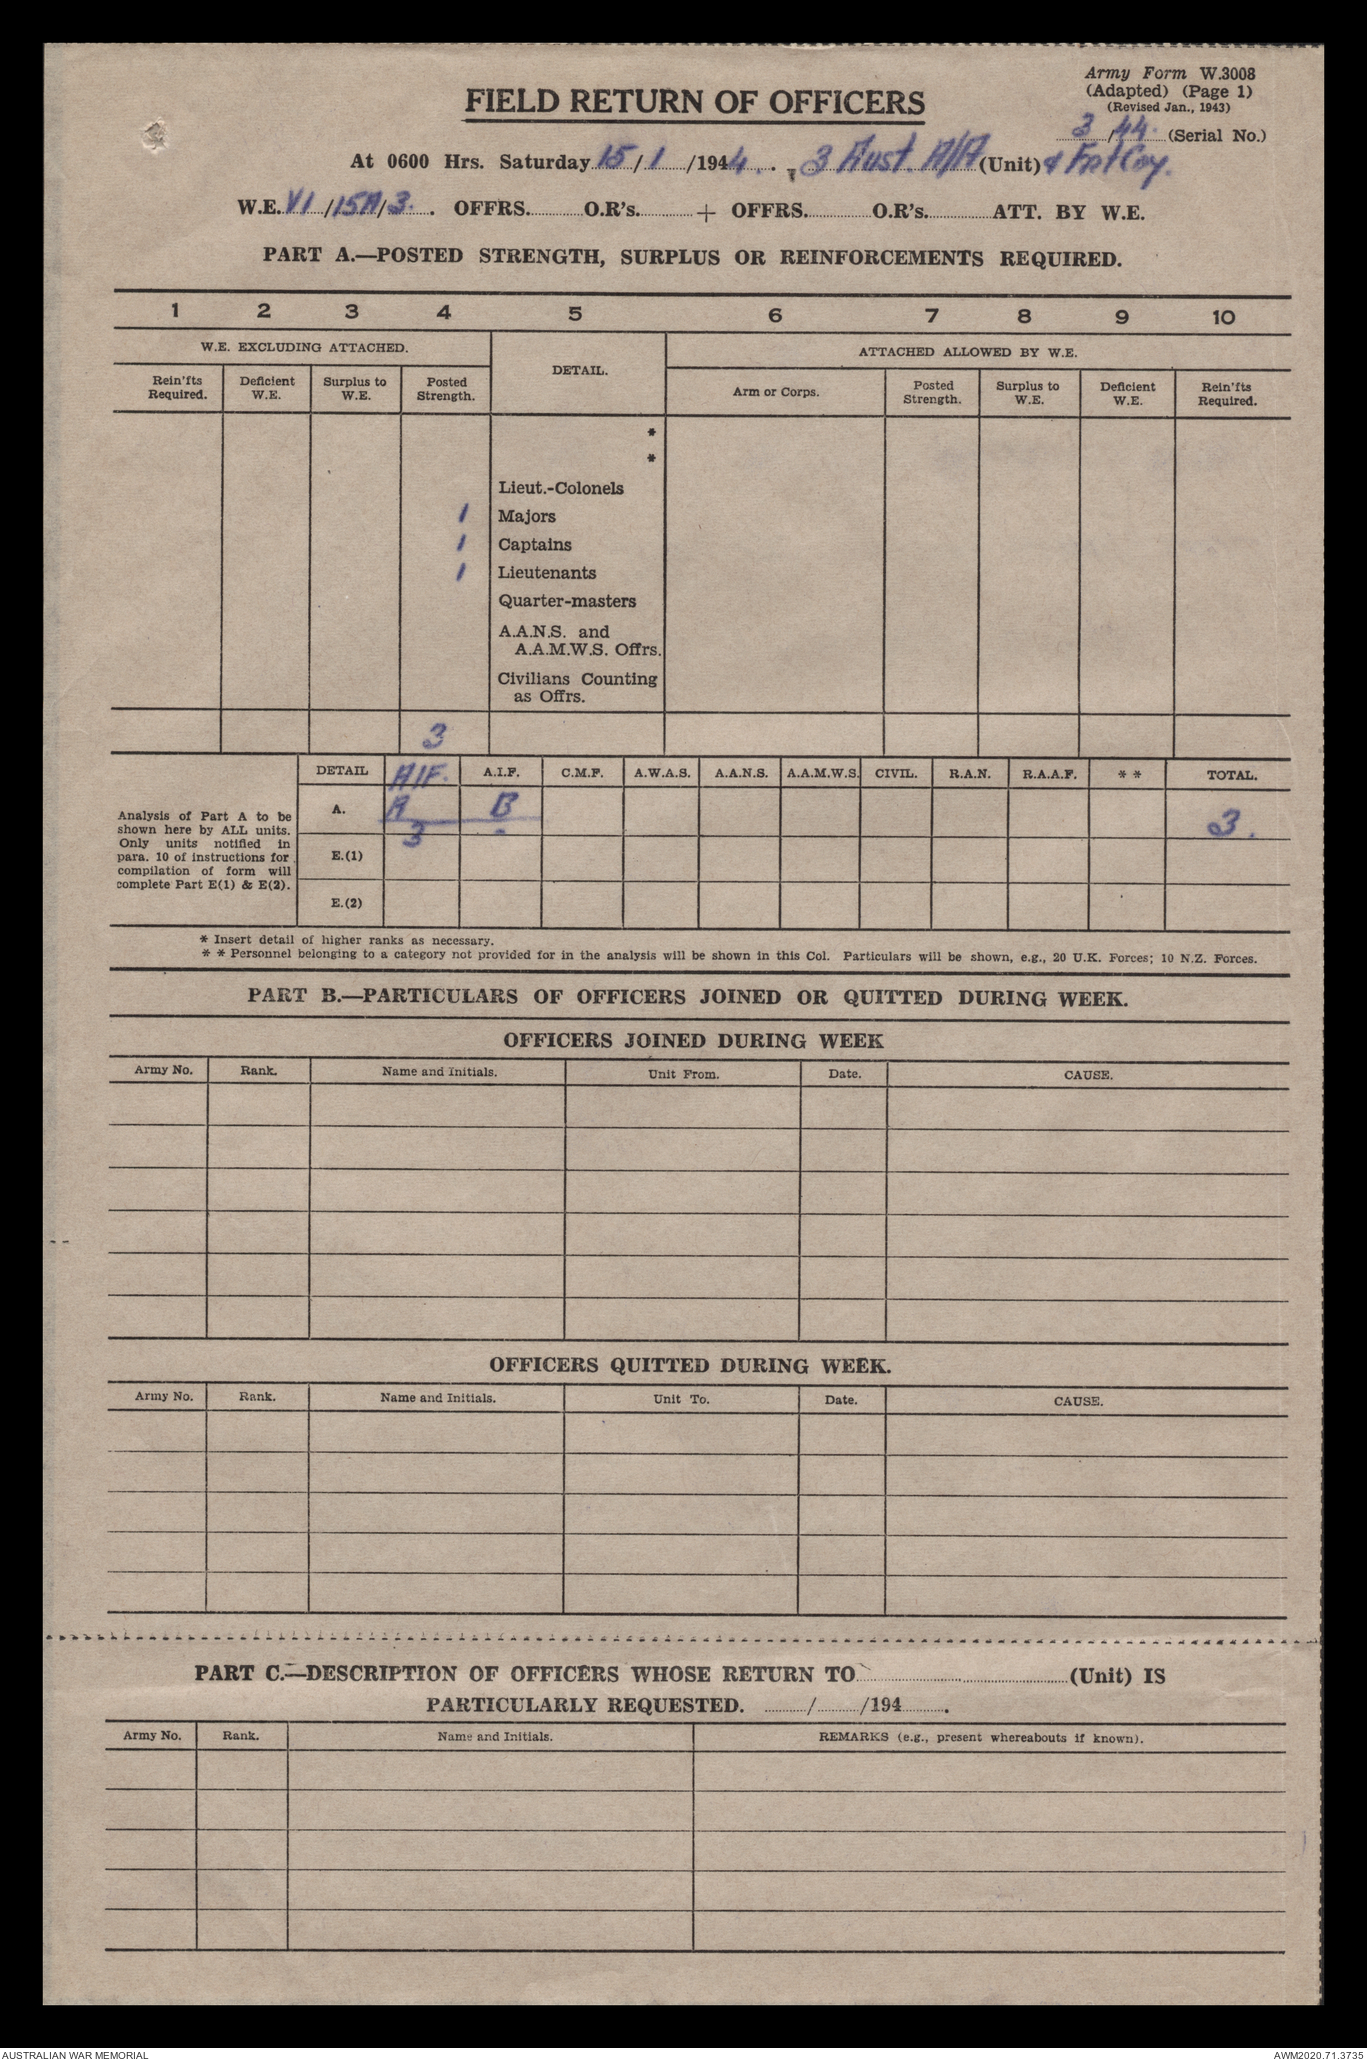 Army Form W.3008
(Adapted) (Page 1)
(Revised Jan., 1943)
3/44. (Serial No.)
FIELD RETURN OF OFFICERS
At 0600 Hrs. Saturday 15/1/1944. , 3 Aust. A/A (Unit) & Fnt Coy.
W.E. VI/15A/3. OFFRS. O.R's. + OFFRS. O.R's. ATT. BY W.E.
PART A.—POSTED STRENGTH, SURPLUS OR REINFORCEMENTS REQUIRED.
1 2 3 4 5 6 7 8 9 10
W.E. EXCLUDING ATTACHED. DETAIL. ATTACHED ALLOWED BY W.E.
Rein'fts Required. Deficient W.E. Surplus to W.E. Posted Strength. Arm or Corps. Posted Strength. Surplus to W.E. Deficient W.E. Rein'fts Required.
*
*
Lieut.-Colonels
1 Majors
1 Captains
1 Lieutenants
Quarter-masters
A.A.N.S. and
A.A.M.W.S. Offrs.
Civilians Counting
as Offrs.
3
DETAIL AIF. A.I.F. C.M.F. A.W.A.S. A.A.N.S. A.A.M.W.S. CIVIL. R.A.N. R.A.A.F. * * TOTAL.
Analysis of Part A to be
shown here by ALL units.
Only units notified in
para. 10 of instructions for
compilation of form will
complete Part E(1) & E(2).
A. A B
3 - 3.
E.(1)
E.(2)
* Insert detail of higher ranks as necessary.
* * Personnel belonging to a category not provided for in the analysis will be shown in this Col. Particulars will be shown, e.g., 20 U.K. Forces; 10 N.Z. Forces.
PART B.—PARTICULARS OF OFFICERS JOINED OR QUITTED DURING WEEK.
OFFICERS JOINED DURING WEEK
Army No. Rank. Name and Initials. Unit From. Date. CAUSE.
OFFICERS QUITTED DURING WEEK.
Army No. Rank. Name and Initials. Unit To. Date. CAUSE.
PART C.—DESCRIPTION OF OFFICERS WHOSE RETURN TO (Unit) IS
PARTICULARLY REQUESTED. / /194 .
Army No. Rank. Name and Initials. REMARKS (e.g., present whereabouts if known).
AUSTRALIAN WAR MEMORIAL AWM2020.71.3735